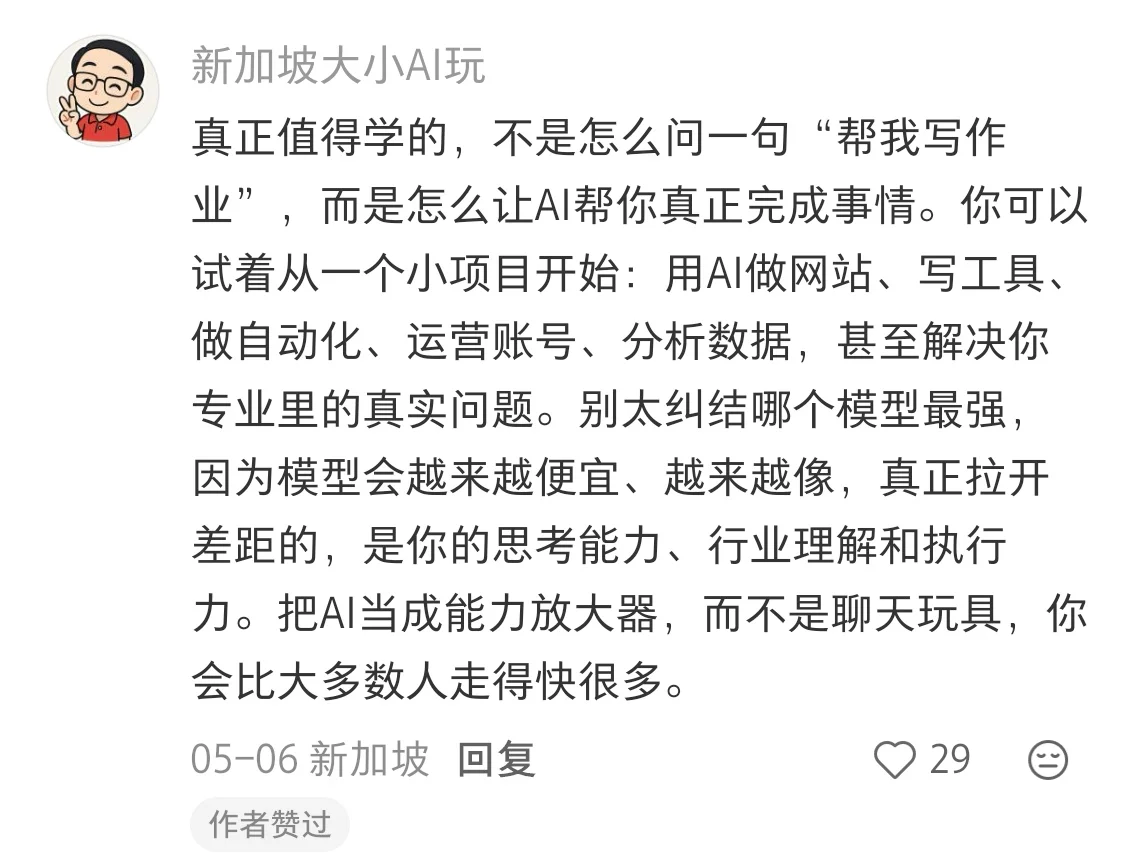 新加坡大小AI玩
真正值得学的，不是怎么问一句“帮我写作
业”，而是怎么让AI帮你真正完成事情。你可以
试着从一个小项目开始：用AI做网站、写工具、
做自动化、运营账号、分析数据，甚至解决你
专业里的真实问题。别太纠结哪个模型最强，
因为模型会越来越便宜、越来越像，真正拉开
差距的，是你的思考能力、行业理解和执行
力。把AI当成能力放大器，而不是聊天玩具，你
会比大多数人走得快很多。
05-06 新加坡 回复 29
作者赞过